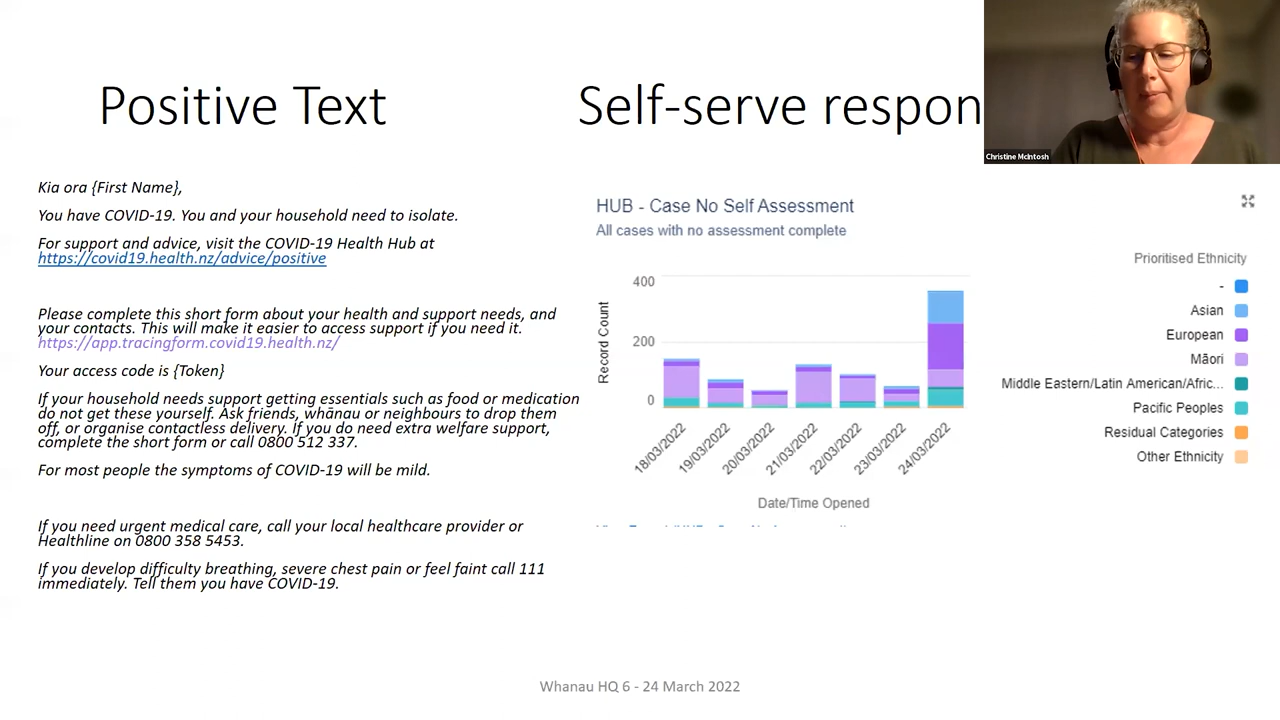 Positive Text
Self-serve respon
Christine McIntosh
Kia ora {First Name},
You have COVID-19. You and your household need to isolate.
For support and advice, visit the COVID-19 Health Hub at
https://covid19.health.nz/advice/positive
Please complete this short form about your health and support needs, and
your contacts. This will make it easier to access support if you need it.
https://app.tracingform.covid19.health.nz/
Your access code is {Token}
If your household needs support getting essentials such as food or medication
do not get these yourself. Ask friends, whānau or neighbours to drop them
off, or organise contactless delivery. If you do need extra welfare support,
complete the short form or call 0800 512 337.
For most people the symptoms of COVID-19 will be mild.
If you need urgent medical care, call your local healthcare provider or
Healthline on 0800 358 5453.
If you develop difficulty breathing, severe chest pain or feel faint call 111
immediately. Tell them you have COVID-19.
HUB - Case No Self Assessment
All cases with no assessment complete
Record Count
400
200
0
18/03/2022
19/03/2022
20/03/2022
21/03/2022
22/03/2022
23/03/2022
24/03/2022
Date/Time Opened
Prioritised Ethnicity
-
Asian
European
Māori
Middle Eastern/Latin American/Afric...
Pacific Peoples
Residual Categories
Other Ethnicity
Whanau HQ 6 - 24 March 2022